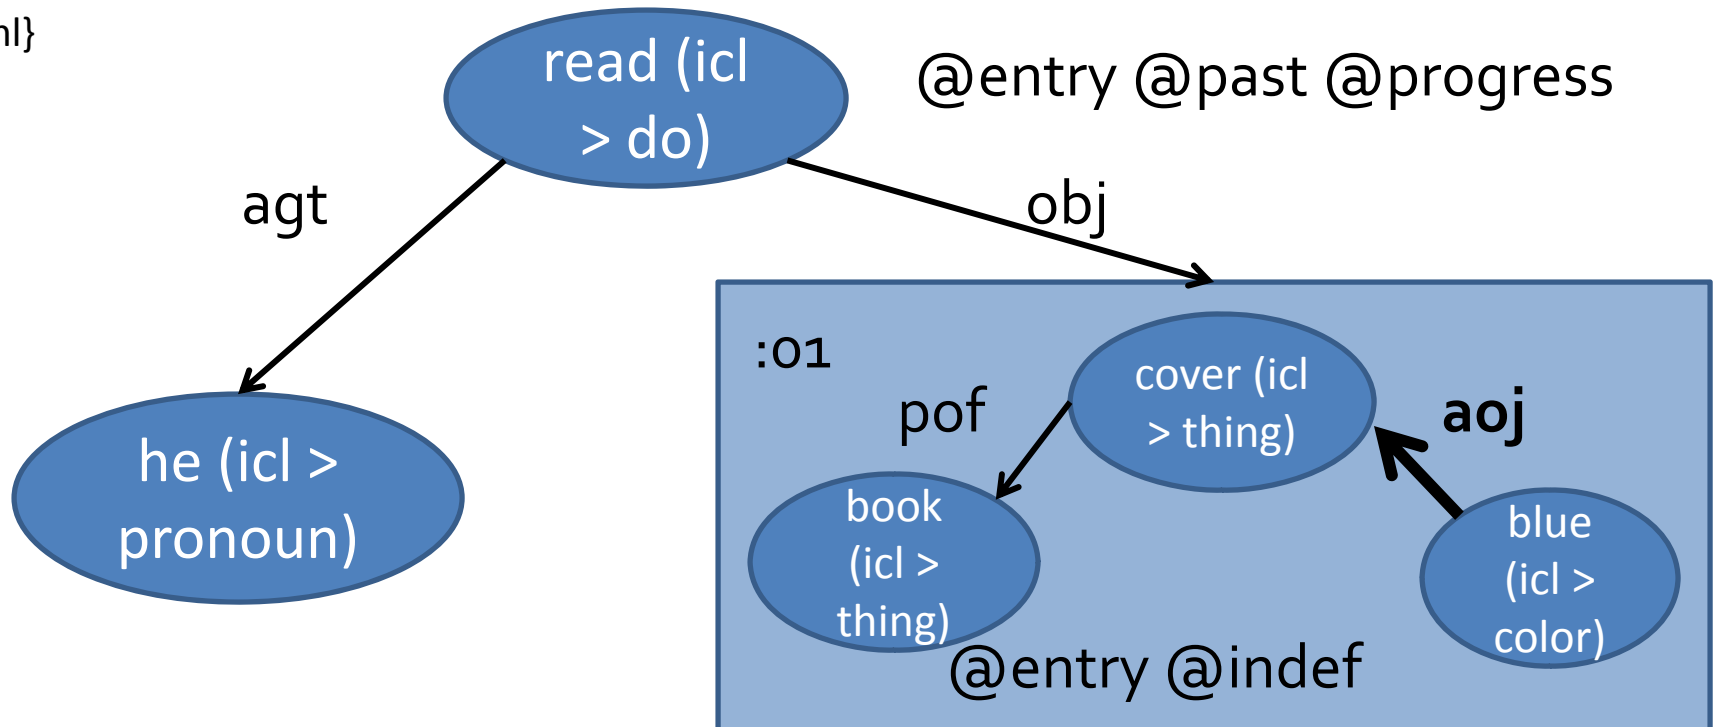 nl}
read (icl
> do)
@entry @past @progress
agt
obj
:01
cover (icl
> thing)
pof
aoj
he (icl >
pronoun)
book
(icl >
thing)
blue
(icl >
color)
@entry @indef